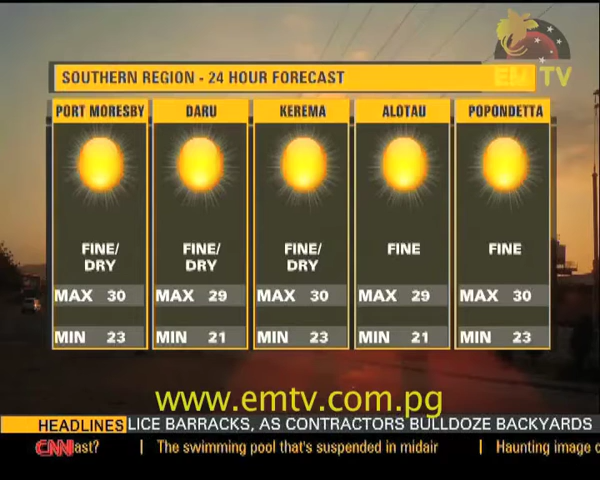 EMTV
SOUTHERN REGION - 24 HOUR FORECAST
PORT MORESBY DARU KEREMA ALOTAU POPONDETTA
FINE/ FINE/ FINE/ FINE FINE
DRY DRY DRY
MAX 30 MAX 29 MAX 30 MAX 29 MAX 30
MIN 23 MIN 21 MIN 23 MIN 21 MIN 23
www.emtv.com.pg
HEADLINES LICE BARRACKS, AS CONTRACTORS BULLDOZE BACKYARDS
CNN ast? | The swimming pool that's suspended in midair | Haunting image o